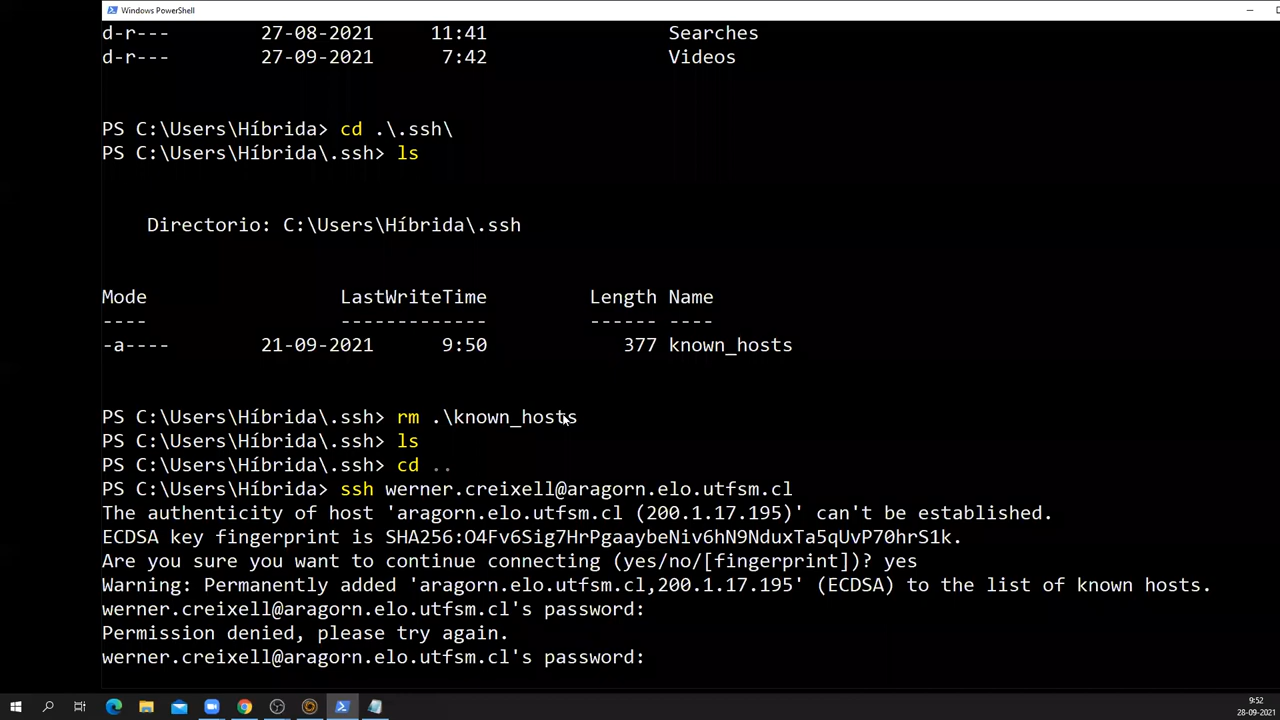 Windows PowerShell
d-r--- 27-08-2021 11:41 Searches
d-r--- 27-09-2021 7:42 Videos
PS C:\Users\Híbrida> cd .\.ssh\
PS C:\Users\Híbrida\.ssh> ls
Directorio: C:\Users\Híbrida\.ssh
Mode LastWriteTime Length Name
---- ------------- ------ ----
-a---- 21-09-2021 9:50 377 known_hosts
PS C:\Users\Híbrida\.ssh> rm .\known_hosts
PS C:\Users\Híbrida\.ssh> ls
PS C:\Users\Híbrida\.ssh> cd ..
PS C:\Users\Híbrida> ssh werner.creixell@aragorn.elo.utfsm.cl
The authenticity of host 'aragorn.elo.utfsm.cl (200.1.17.195)' can't be established.
ECDSA key fingerprint is SHA256:O4Fv6Sig7HrPgaaybeNiv6hN9NduxTa5qUvP70hrS1k.
Are you sure you want to continue connecting (yes/no/[fingerprint])? yes
Warning: Permanently added 'aragorn.elo.utfsm.cl,200.1.17.195' (ECDSA) to the list of known hosts.
werner.creixell@aragorn.elo.utfsm.cl's password:
Permission denied, please try again.
werner.creixell@aragorn.elo.utfsm.cl's password:
9:52
28-09-2021